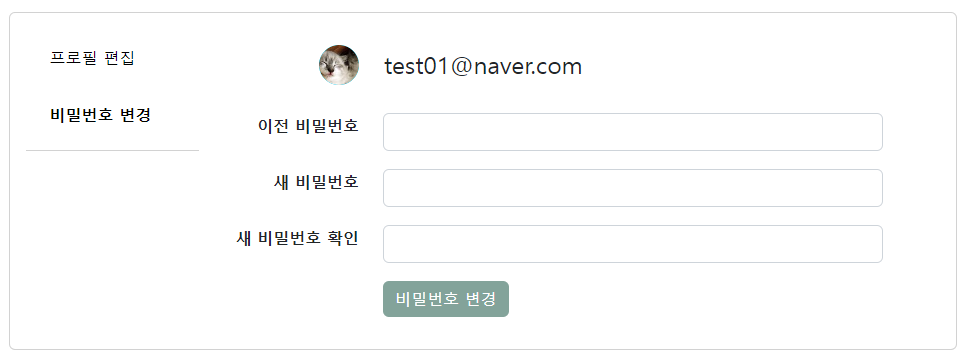 프로필 편집
비밀번호 변경
test01@naver.com
이전 비밀번호
새 비밀번호
새 비밀번호 확인
비밀번호 변경